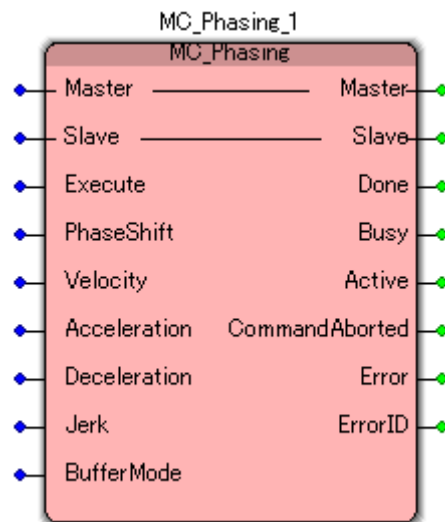 MC_Phasing_1
MC_Phasing
Master Master
Slave Slave
Execute Done
PhaseShift Busy
Velocity Active
Acceleration CommandAborted
Deceleration Error
Jerk ErrorID
BufferMode